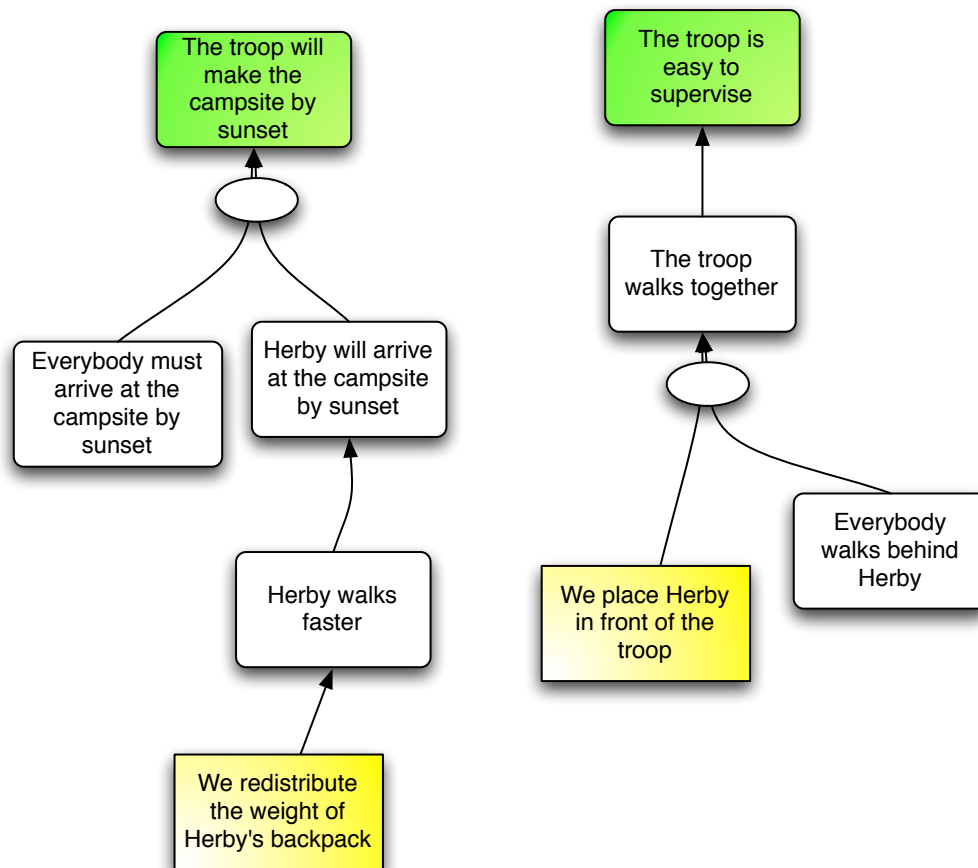 The troop will
make the
campsite by
sunset
The troop is
easy to
supervise
The troop
walks together
Everybody must
arrive at the
campsite by
sunset
Herby will arrive
at the campsite
by sunset
Everybody
walks behind
Herby
Herby walks
faster
We place Herby
in front of the
troop
We redistribute
the weight of
Herby's backpack